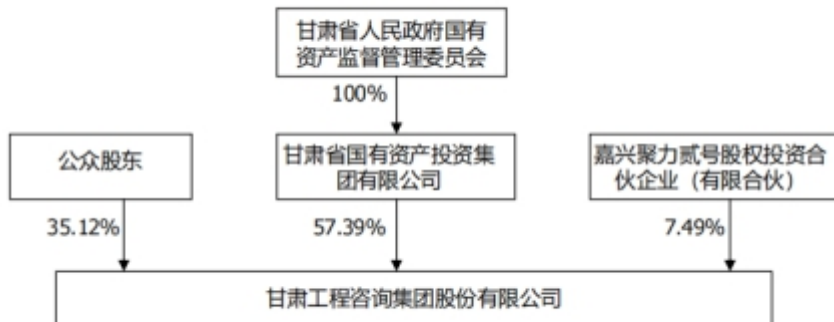 甘肃省人民政府国有
资产监督管理委员会
100%
公众股东
甘肃省国有资产投资集
团有限公司
嘉兴聚力贰号股权投资合
伙企业（有限合伙）
35.12%
57.39%
7.49%
甘肃工程咨询集团股份有限公司